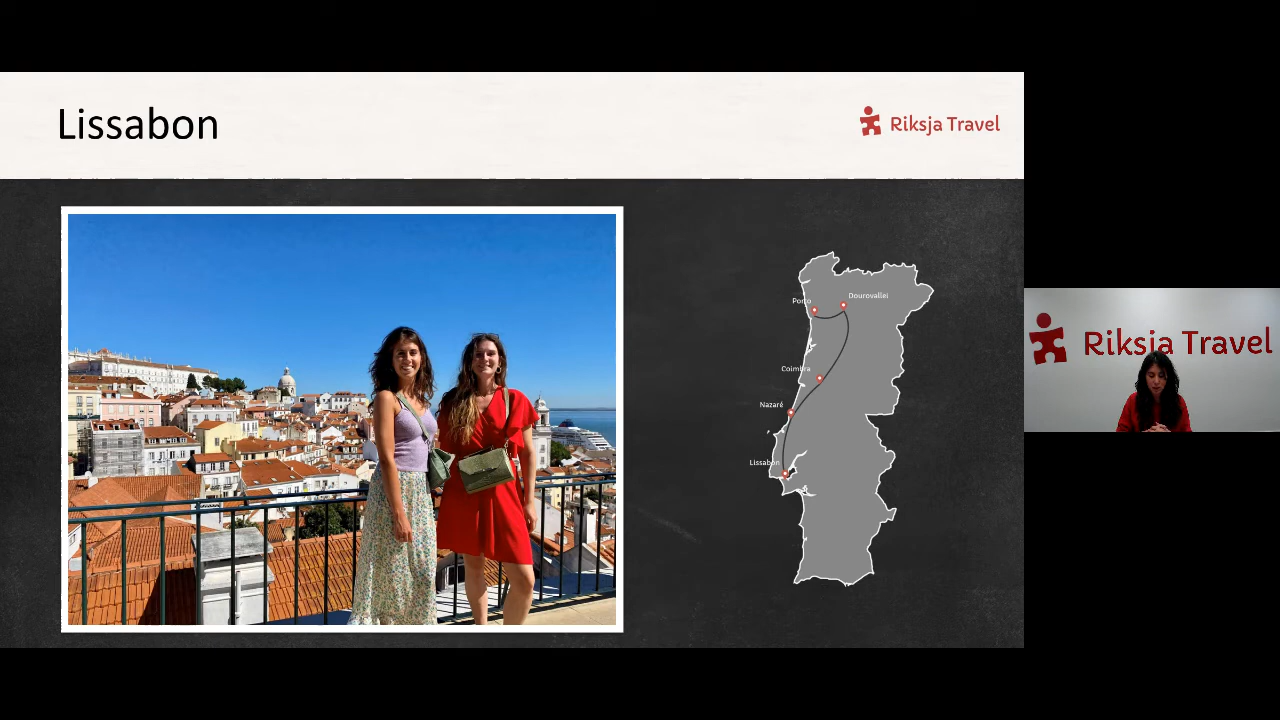 Lissabon
Riksja Travel
Porto
Dourovallei
Coimbra
Nazaré
Lissabon
Riksja Travel